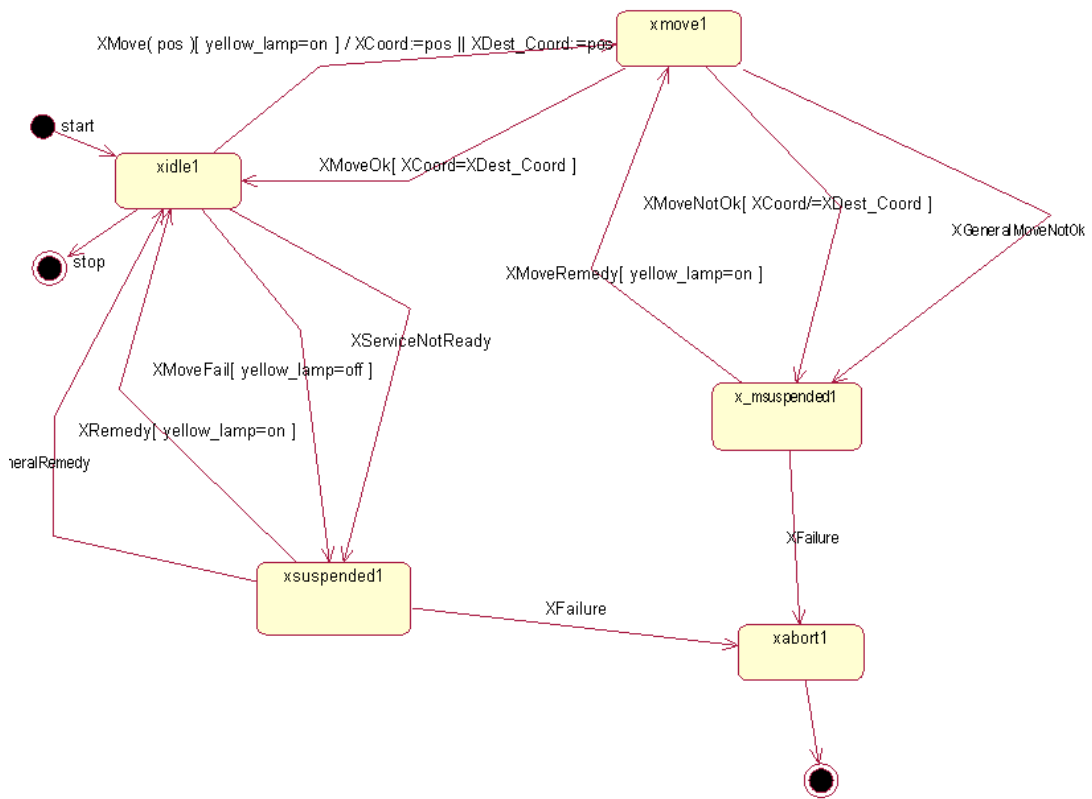 xmove1
XMove( pos )[ yellow_lamp=on ] / XCoord:=pos || XDest_Coord:=pos
start
xidle1
XMoveOk[ XCoord=XDest_Coord ]
XMoveNotOk[ XCoord/=XDest_Coord ]
XGeneralMoveNotOk
stop
XMoveRemedy[ yellow_lamp=on ]
XServiceNotReady
XMoveFail[ yellow_lamp=off ]
x_msuspended1
XRemedy[ yellow_lamp=on ]
neralRemedy
XFailure
xsuspended1
XFailure
xabort1